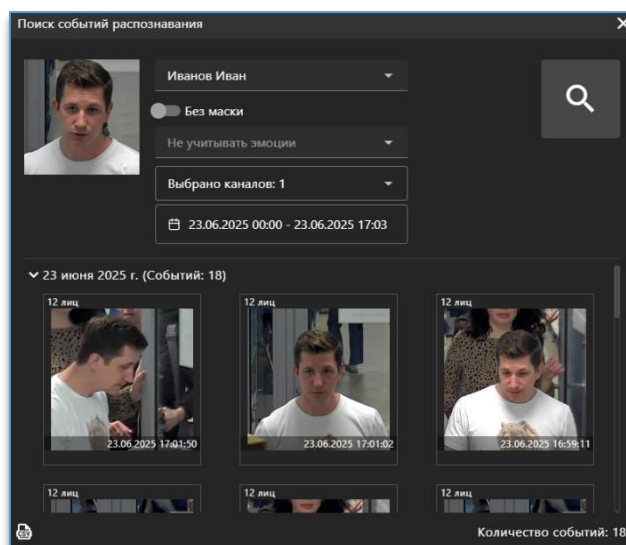 Поиск событий распознавания
Иванов Иван
Без маски
Не учитывать эмоции
Выбрано каналов: 1
23.06.2025 00:00 - 23.06.2025 17:03
23 июня 2025 г. (Событий: 18)
12 лиц
12 лиц
12 лиц
23.06.2025 17:01:50
23.06.2025 17:01:02
23.06.2025 16:59:11
12 лиц
12 лиц
12 лиц
CSV
Количество событий: 18